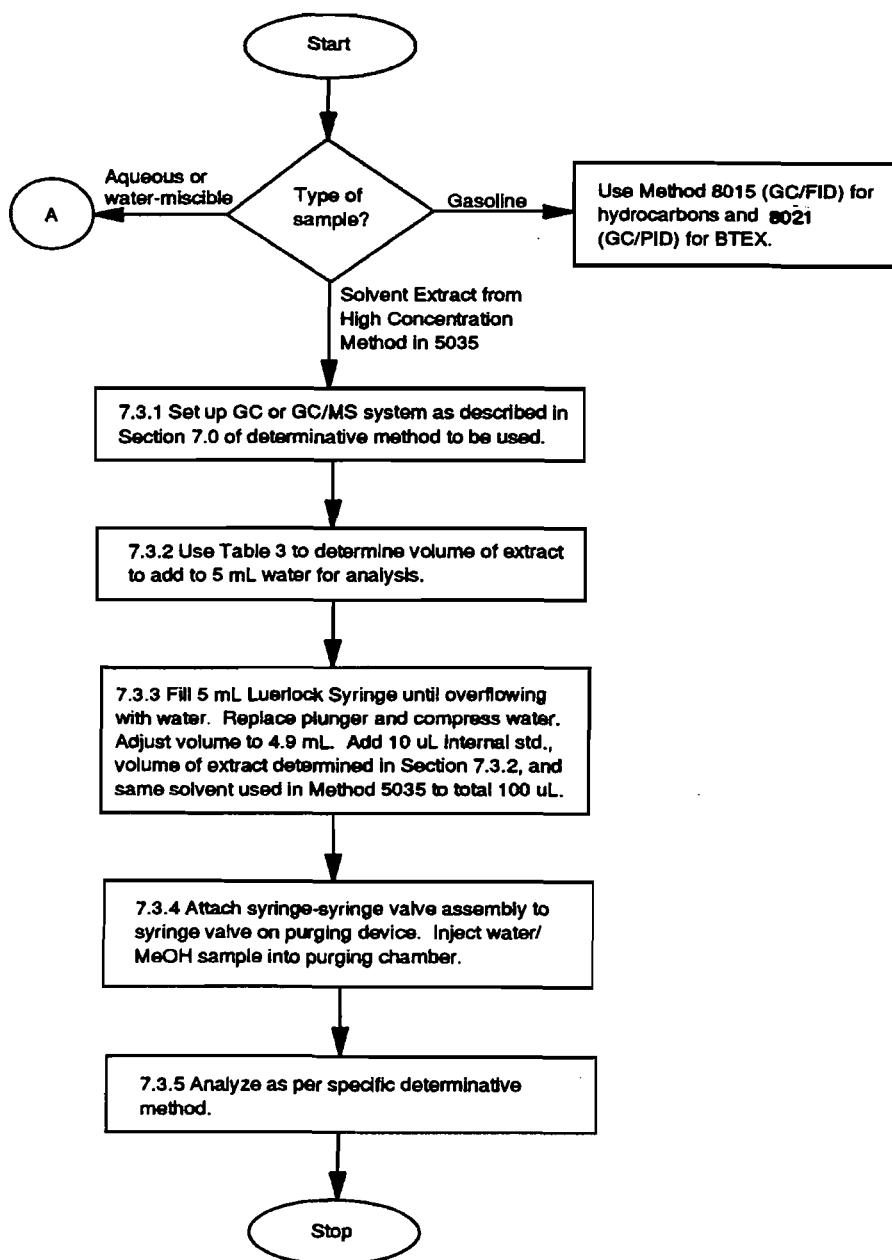 Start
Aqueous or
water-miscible
A
Type of
sample?
Gasoline
Use Method 8015 (GC/FID) for
hydrocarbons and 8021
(GC/PID) for BTEX.
Solvent Extract from
High Concentration
Method in 5035
7.3.1 Set up GC or GC/MS system as described in
Section 7.0 of determinative method to be used.
7.3.2 Use Table 3 to determine volume of extract
to add to 5 mL water for analysis.
7.3.3 Fill 5 mL Luerlock Syringe until overflowing
with water. Replace plunger and compress water.
Adjust volume to 4.9 mL. Add 10 uL internal std.,
volume of extract determined in Section 7.3.2, and
same solvent used in Method 5035 to total 100 uL.
7.3.4 Attach syringe-syringe valve assembly to
syringe valve on purging device. Inject water/
MeOH sample into purging chamber.
7.3.5 Analyze as per specific determinative
method.
Stop